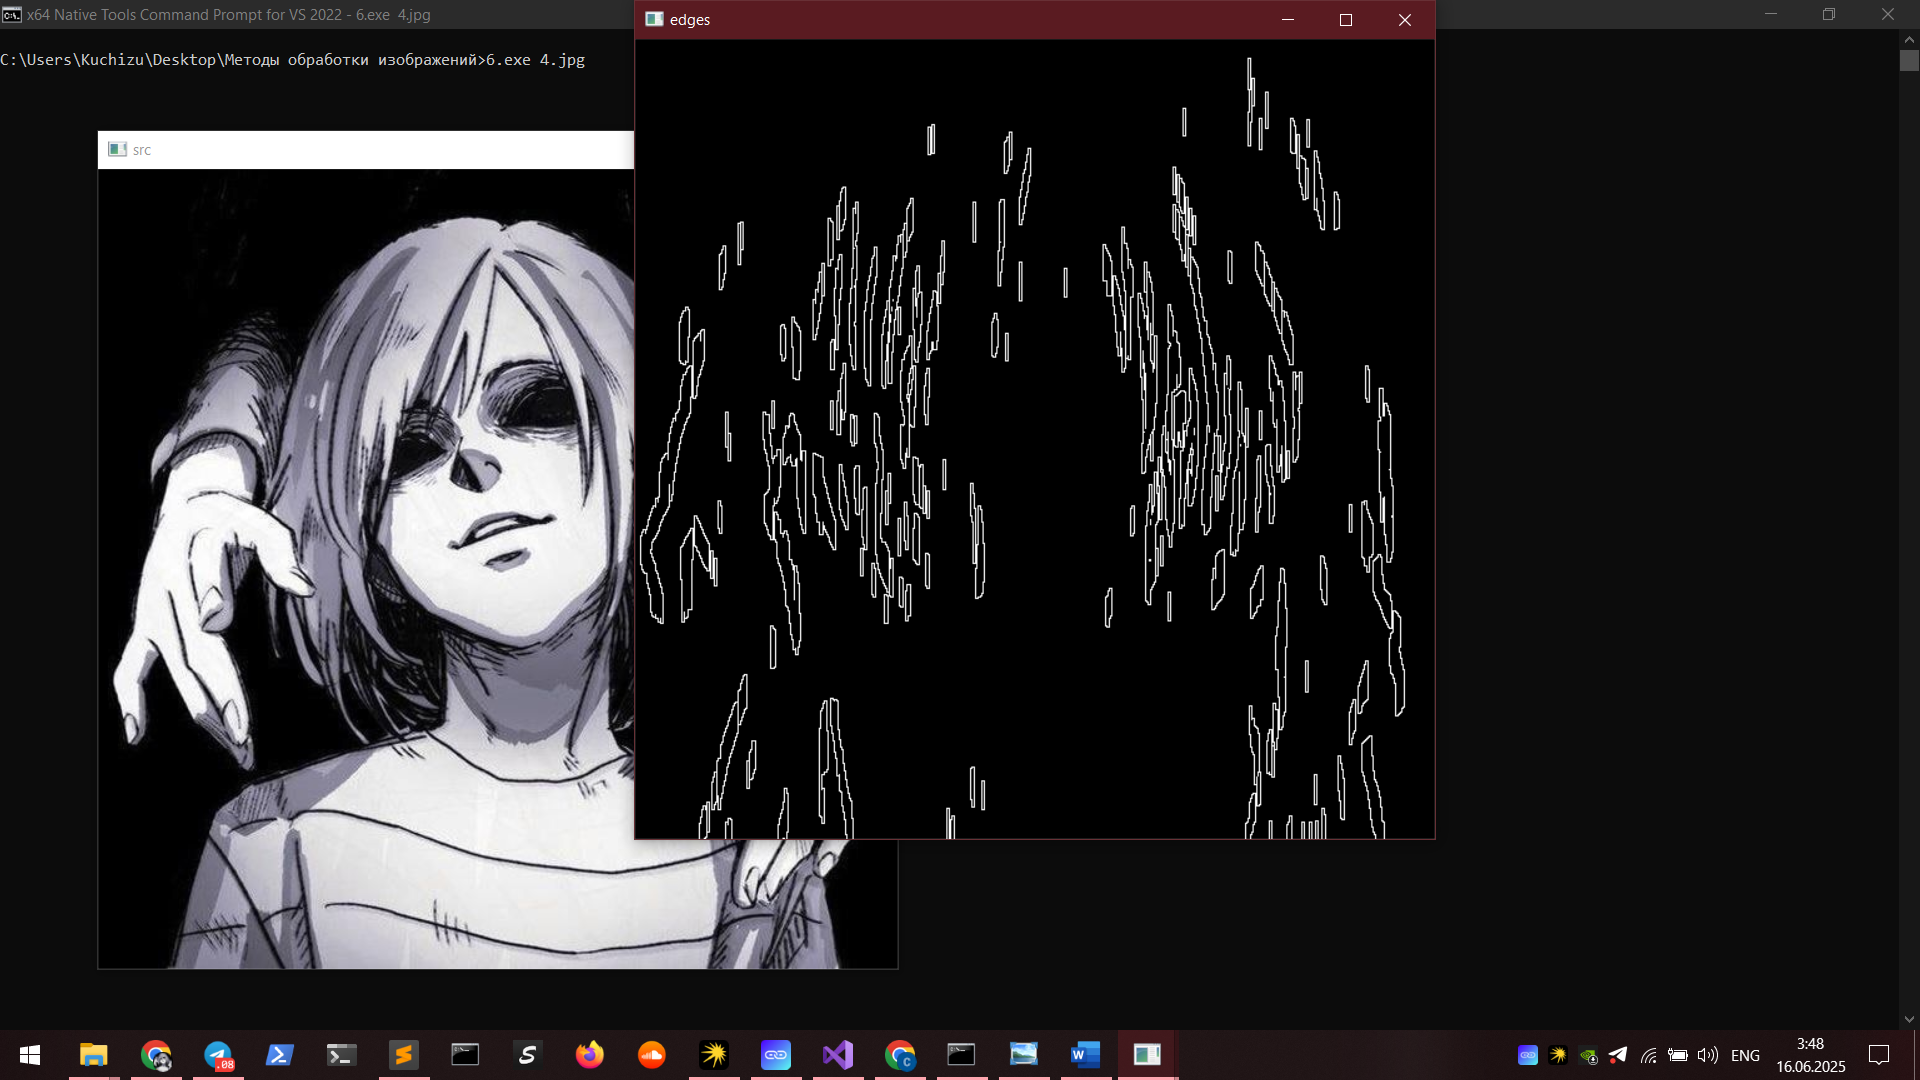 x64 Native Tools Command Prompt for VS 2022 - 6.exe  4.jpg
edges
C:\Users\Kuchizu\Desktop\Методы обработки изображений>6.exe 4.jpg
src
.08
C
W
S
ENG
3:48
16.06.2025